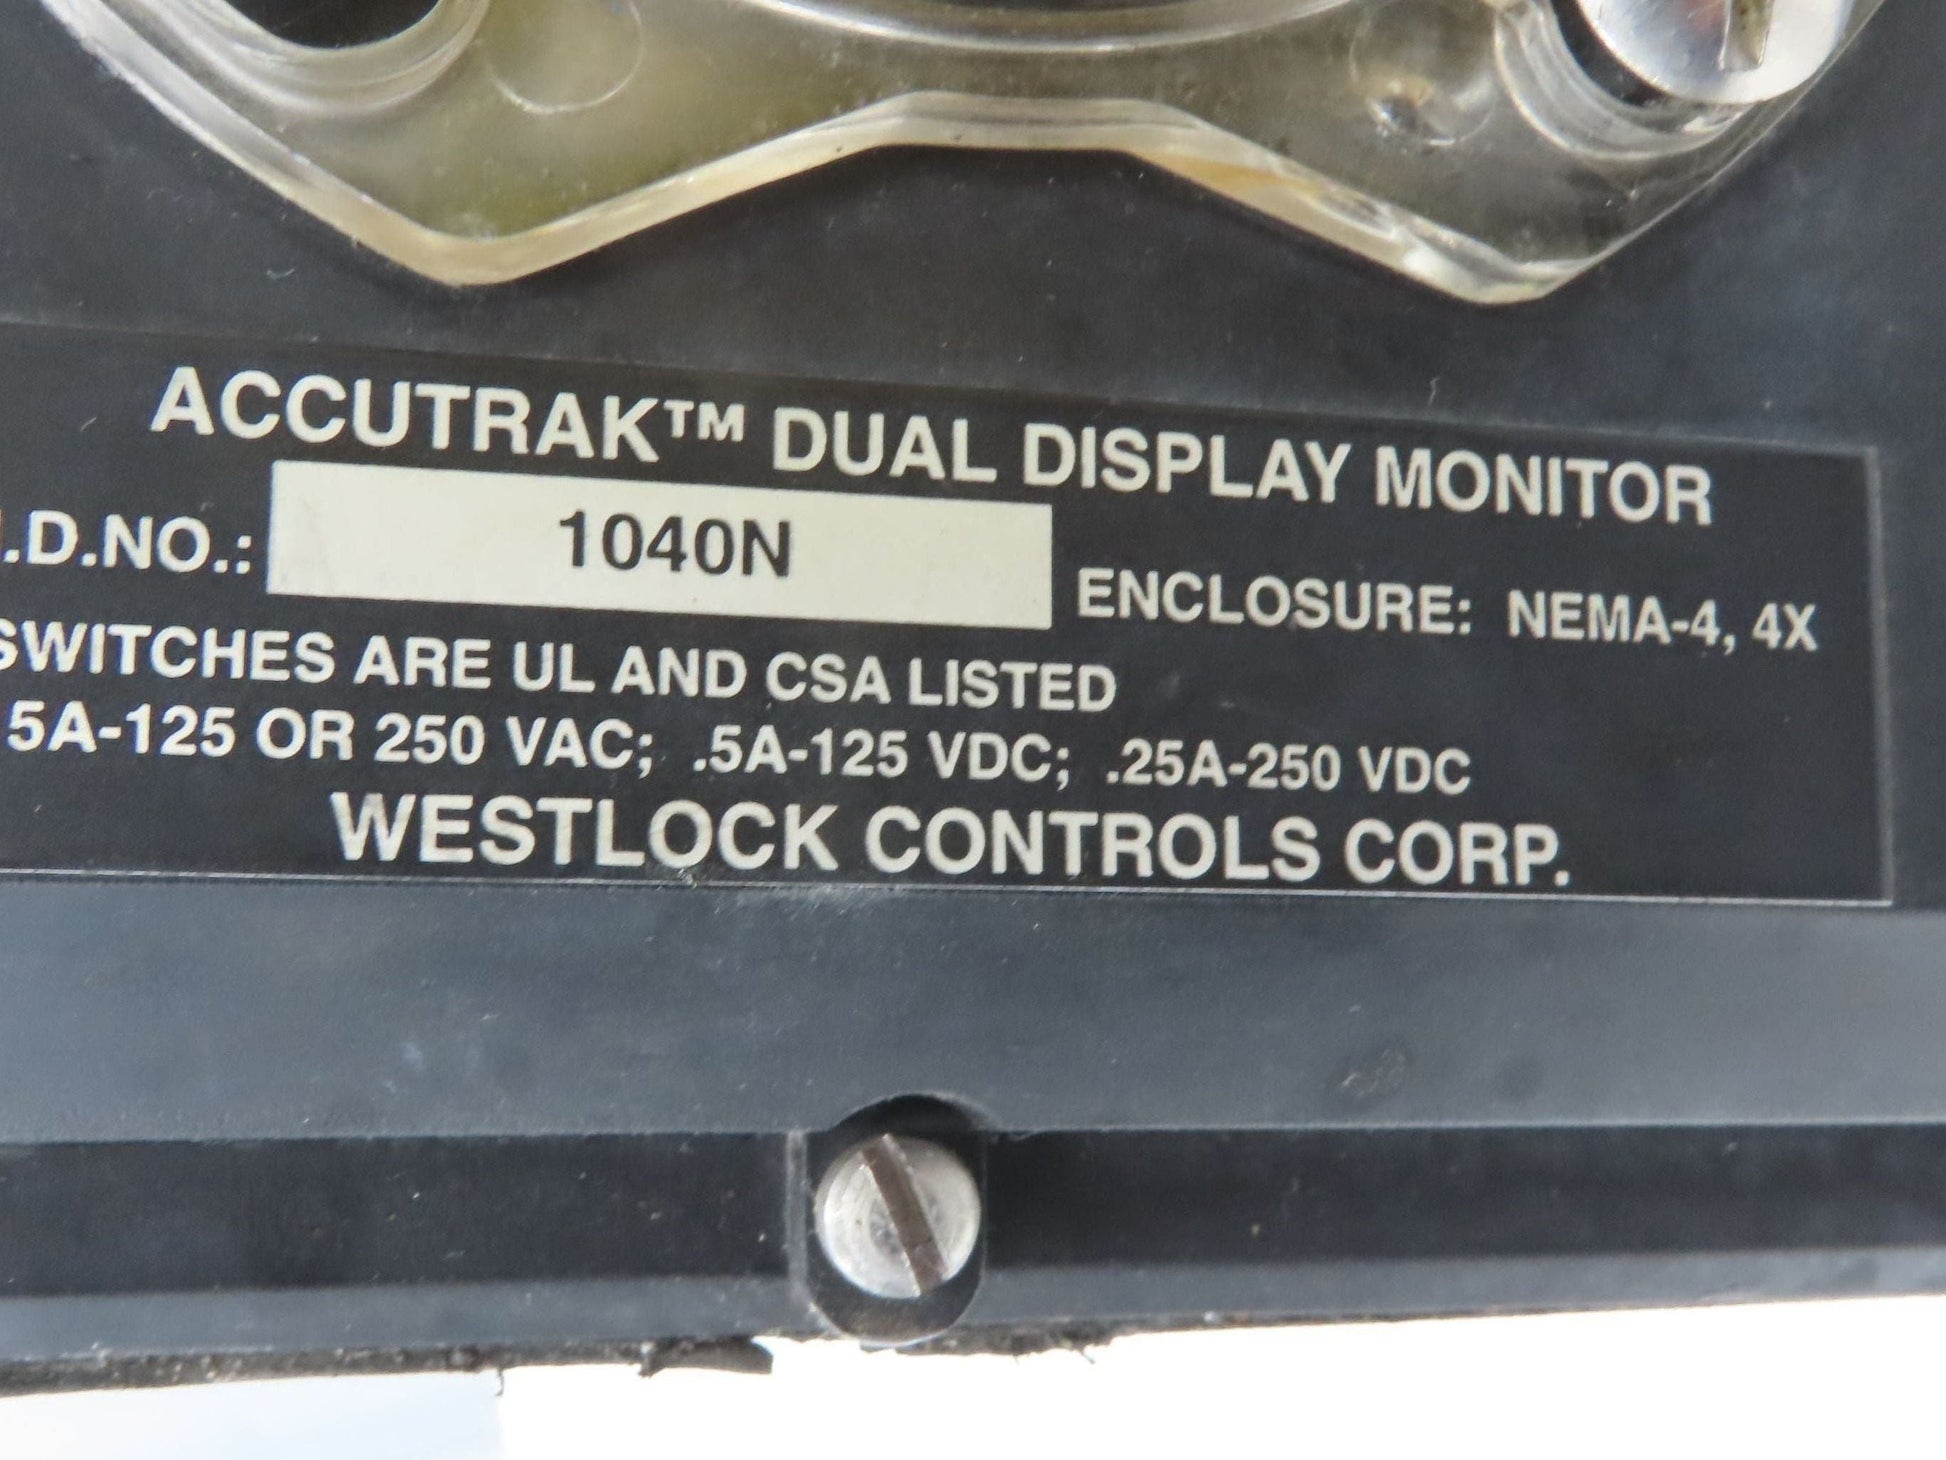 ACCUTRAK™ DUAL DISPLAY MONITOR
.D.NO.: 1040N ENCLOSURE: NEMA-4, 4X
SWITCHES ARE UL AND CSA LISTED
5A-125 OR 250 VAC; .5A-125 VDC; .25A-250 VDC
WESTLOCK CONTROLS CORP.